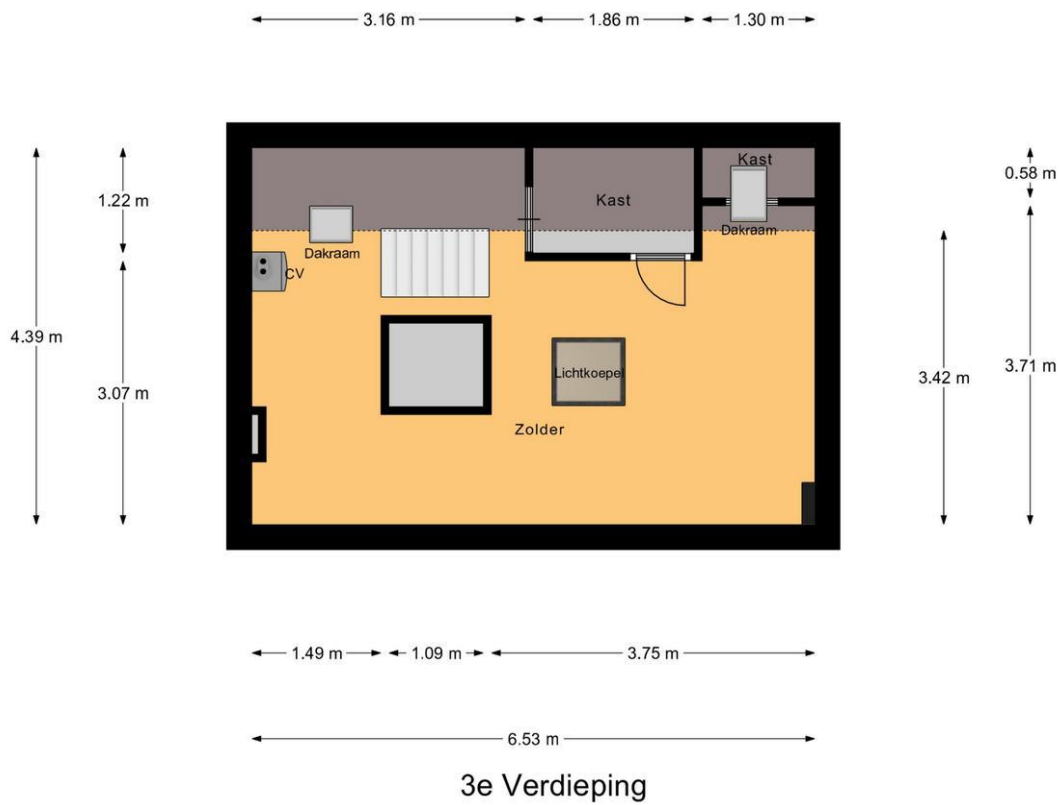 3.16 m 1.86 m 1.30 m
Kast
0.58 m
1.22 m
Kast
Dakraam
Dakraam
CV
4.39 m
3.71 m
Lichtkoepel
3.42 m
3.07 m
Zolder
1.49 m 1.09 m 3.75 m
6.53 m
3e Verdieping